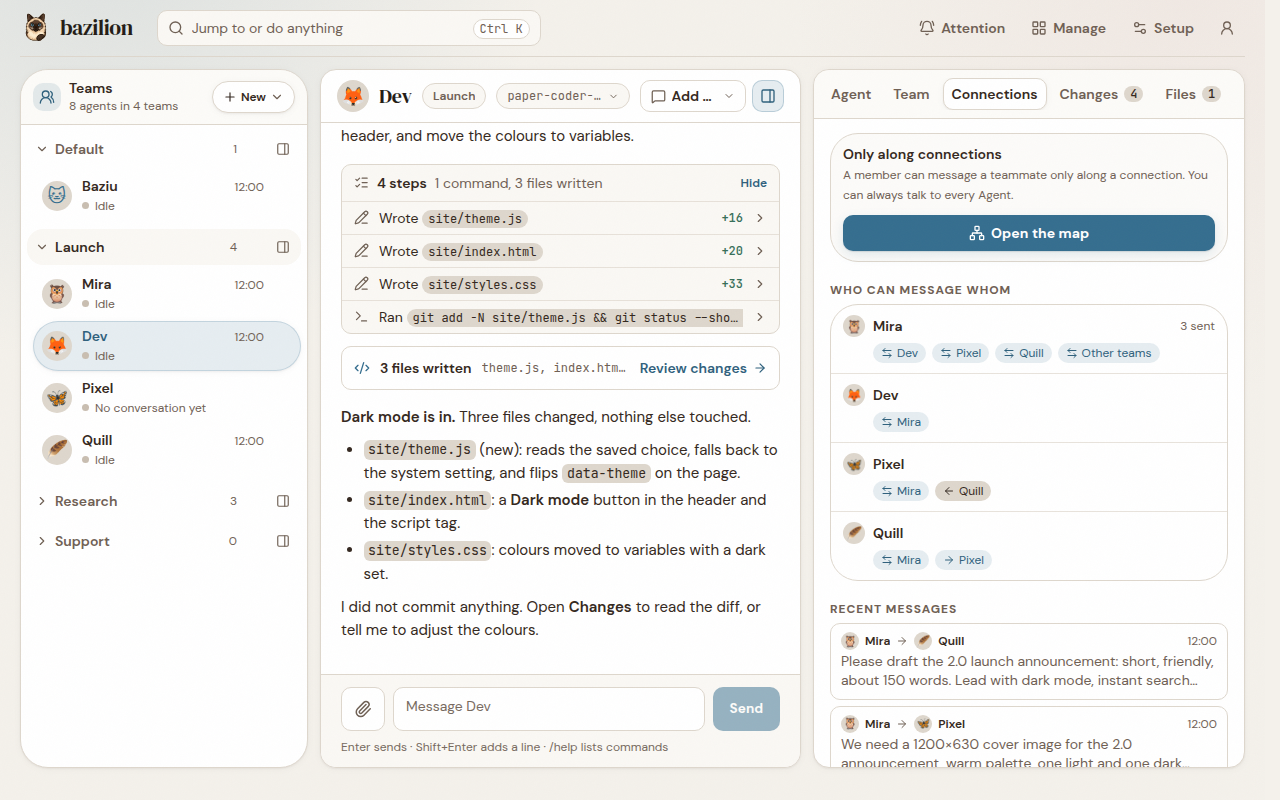 bazilion
Jump to or do anything
Ctrl K
Attention
Manage
Setup
Teams
8 agents in 4 teams
New
Default
1
Baziu
12:00
Idle
Launch
4
Mira
12:00
Idle
Dev
12:00
Idle
Pixel
No conversation yet
Quill
12:00
Idle
Research
3
Support
0
Dev
Launch
paper-coder-…
Add …
header, and move the colours to variables.
4 steps 1 command, 3 files written
Hide
Wrote site/theme.js
+16
Wrote site/index.html
+20
Wrote site/styles.css
+33
Ran git add -N site/theme.js && git status --sho…
3 files written theme.js, index.htm…
Review changes
Dark mode is in. Three files changed, nothing else touched.
• site/theme.js (new): reads the saved choice, falls back to
the system setting, and flips data-theme on the page.
• site/index.html: a Dark mode button in the header and
the script tag.
• site/styles.css: colours moved to variables with a dark
set.
I did not commit anything. Open Changes to read the diff, or
tell me to adjust the colours.
Message Dev
Send
Enter sends · Shift+Enter adds a line · /help lists commands
Agent
Team
Connections
Changes 4
Files 1
Only along connections
A member can message a teammate only along a connection. You
can always talk to every Agent.
Open the map
WHO CAN MESSAGE WHOM
Mira
3 sent
⇆ Dev
⇆ Pixel
⇆ Quill
⇆ Other teams
Dev
⇆ Mira
Pixel
⇆ Mira
← Quill
Quill
⇆ Mira
→ Pixel
RECENT MESSAGES
Mira → Quill
12:00
Please draft the 2.0 launch announcement: short, friendly,
about 150 words. Lead with dark mode, instant search…
Mira → Pixel
12:00
We need a 1200×630 cover image for the 2.0
announcement, warm palette, one light and one dark…